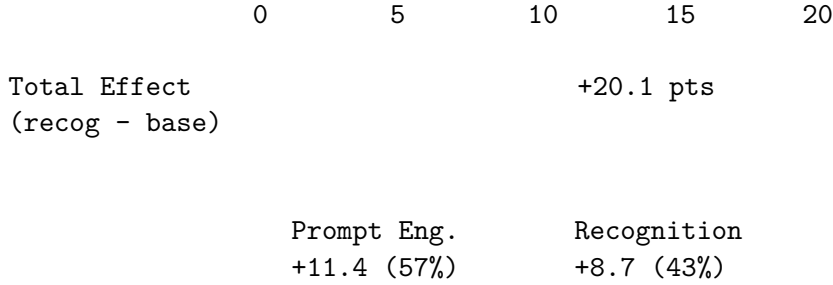 0 5 10 15 20
Total Effect +20.1 pts
(recog - base)
Prompt Eng. Recognition
+11.4 (57%) +8.7 (43%)